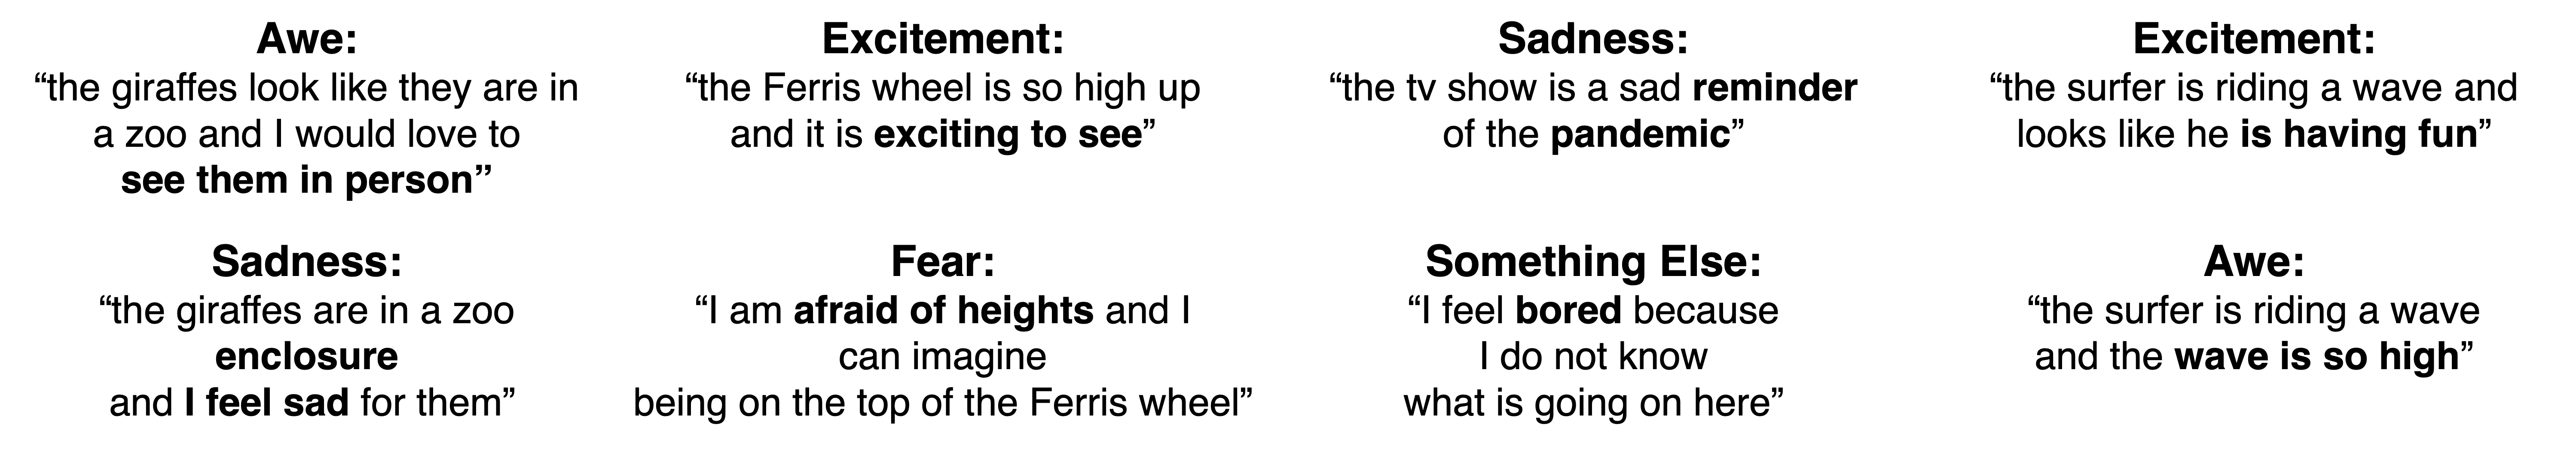 Awe:
“the giraffes look like they are in
a zoo and I would love to
see them in person”
Excitement:
“the Ferris wheel is so high up
and it is exciting to see”
Sadness:
“the tv show is a sad reminder
of the pandemic”
Excitement:
“the surfer is riding a wave and
looks like he is having fun”
Sadness:
“the giraffes are in a zoo
enclosure
and I feel sad for them”
Fear:
“I am afraid of heights and I
can imagine
being on the top of the Ferris wheel”
Something Else:
“I feel bored because
I do not know
what is going on here”
Awe:
“the surfer is riding a wave
and the wave is so high”